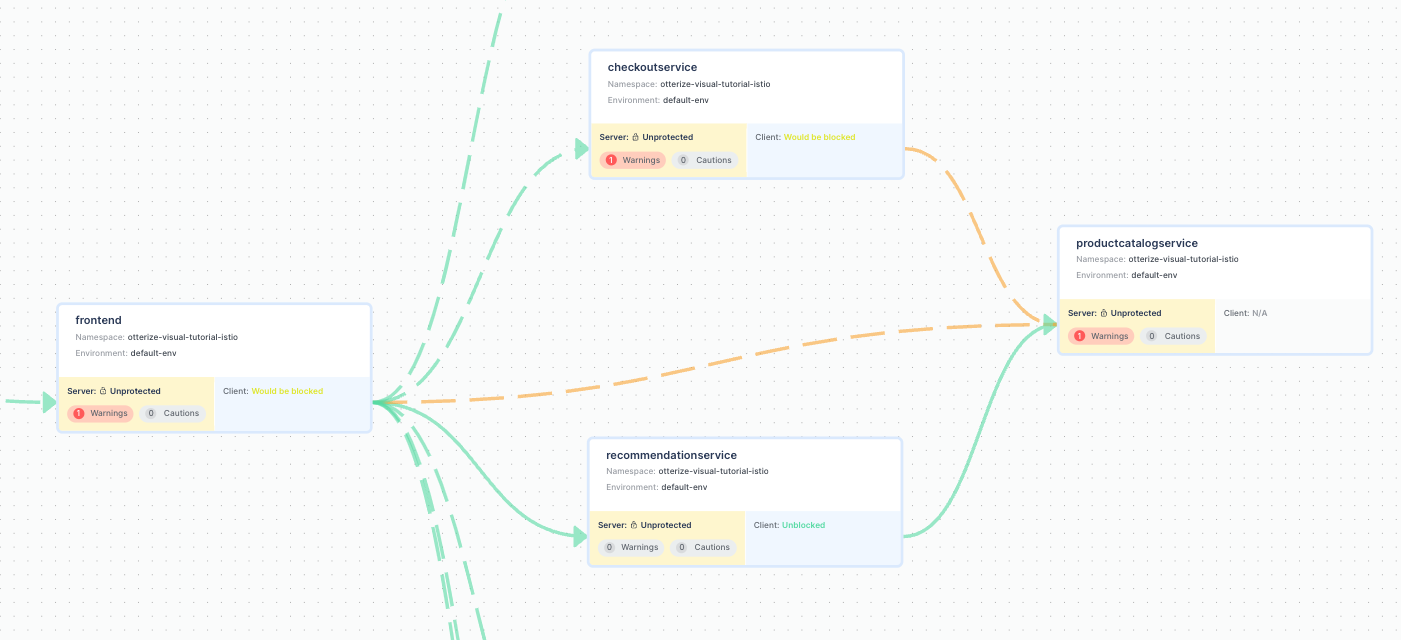 checkoutservice
Namespace: otterize-visual-tutorial-istio
Environment: default-env
Server: Unprotected
Client: Would be blocked
1 Warnings 0 Cautions
productcatalogservice
Namespace: otterize-visual-tutorial-istio
Environment: default-env
Server: Unprotected
Client: N/A
1 Warnings 0 Cautions
frontend
Namespace: otterize-visual-tutorial-istio
Environment: default-env
Server: Unprotected
Client: Would be blocked
1 Warnings 0 Cautions
recommendationservice
Namespace: otterize-visual-tutorial-istio
Environment: default-env
Server: Unprotected
Client: Unblocked
0 Warnings 0 Cautions